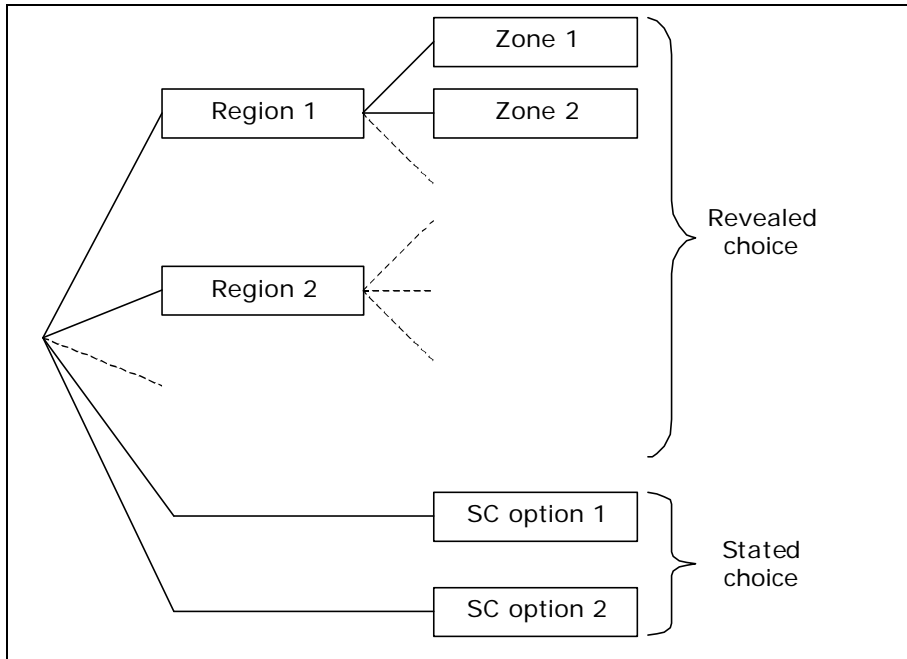 Zone 1
Region 1
Zone 2
Revealed
choice
Region 2
SC option 1
Stated
choice
SC option 2